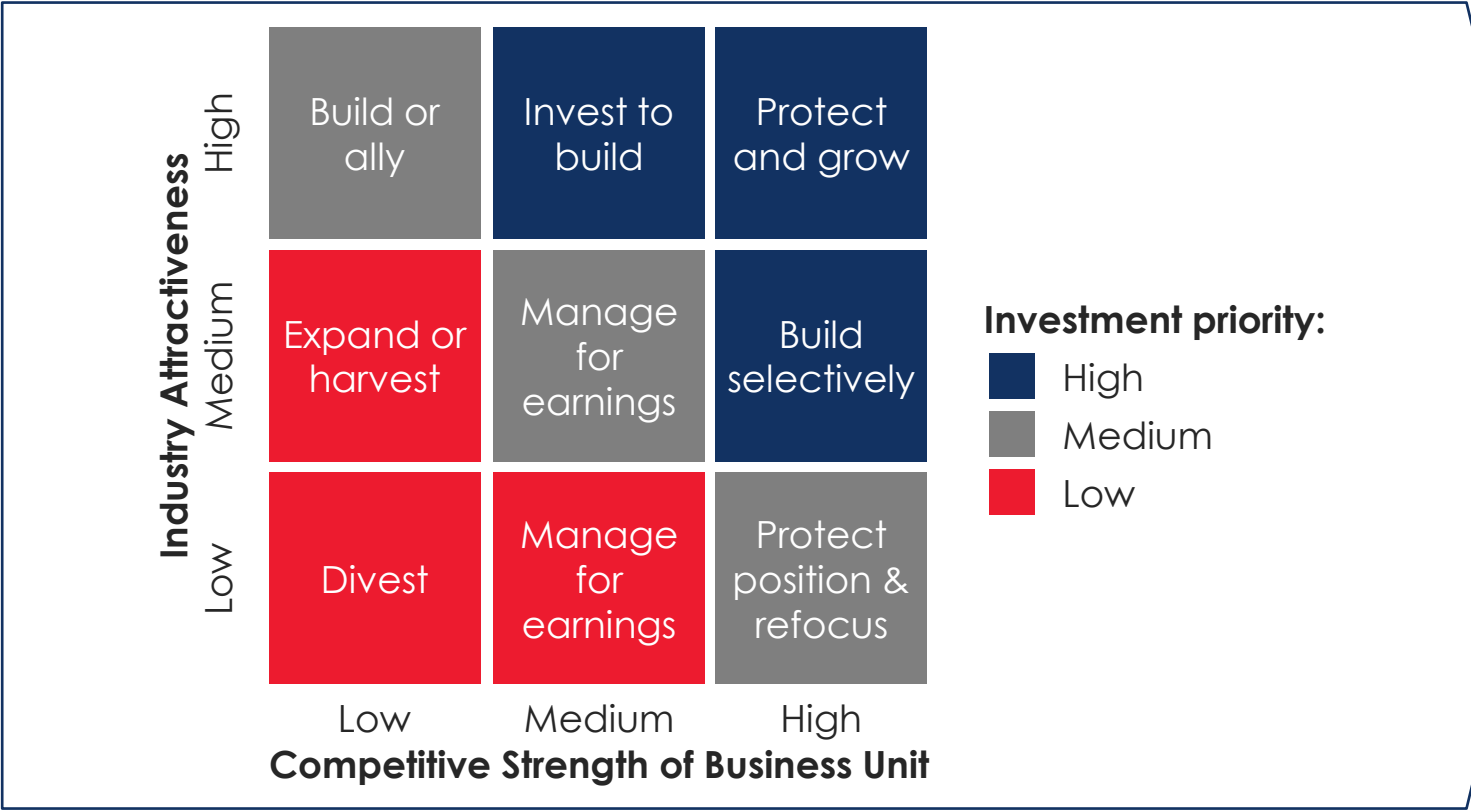 Industry Attractiveness
High
Build or
ally
Invest to
build
Protect
and grow
Medium
Expand or
harvest
Manage
for
earnings
Build
selectively
Low
Divest
Manage
for
earnings
Protect
position &
refocus
Low
Medium
High
Competitive Strength of Business Unit
Investment priority:
High
Medium
Low